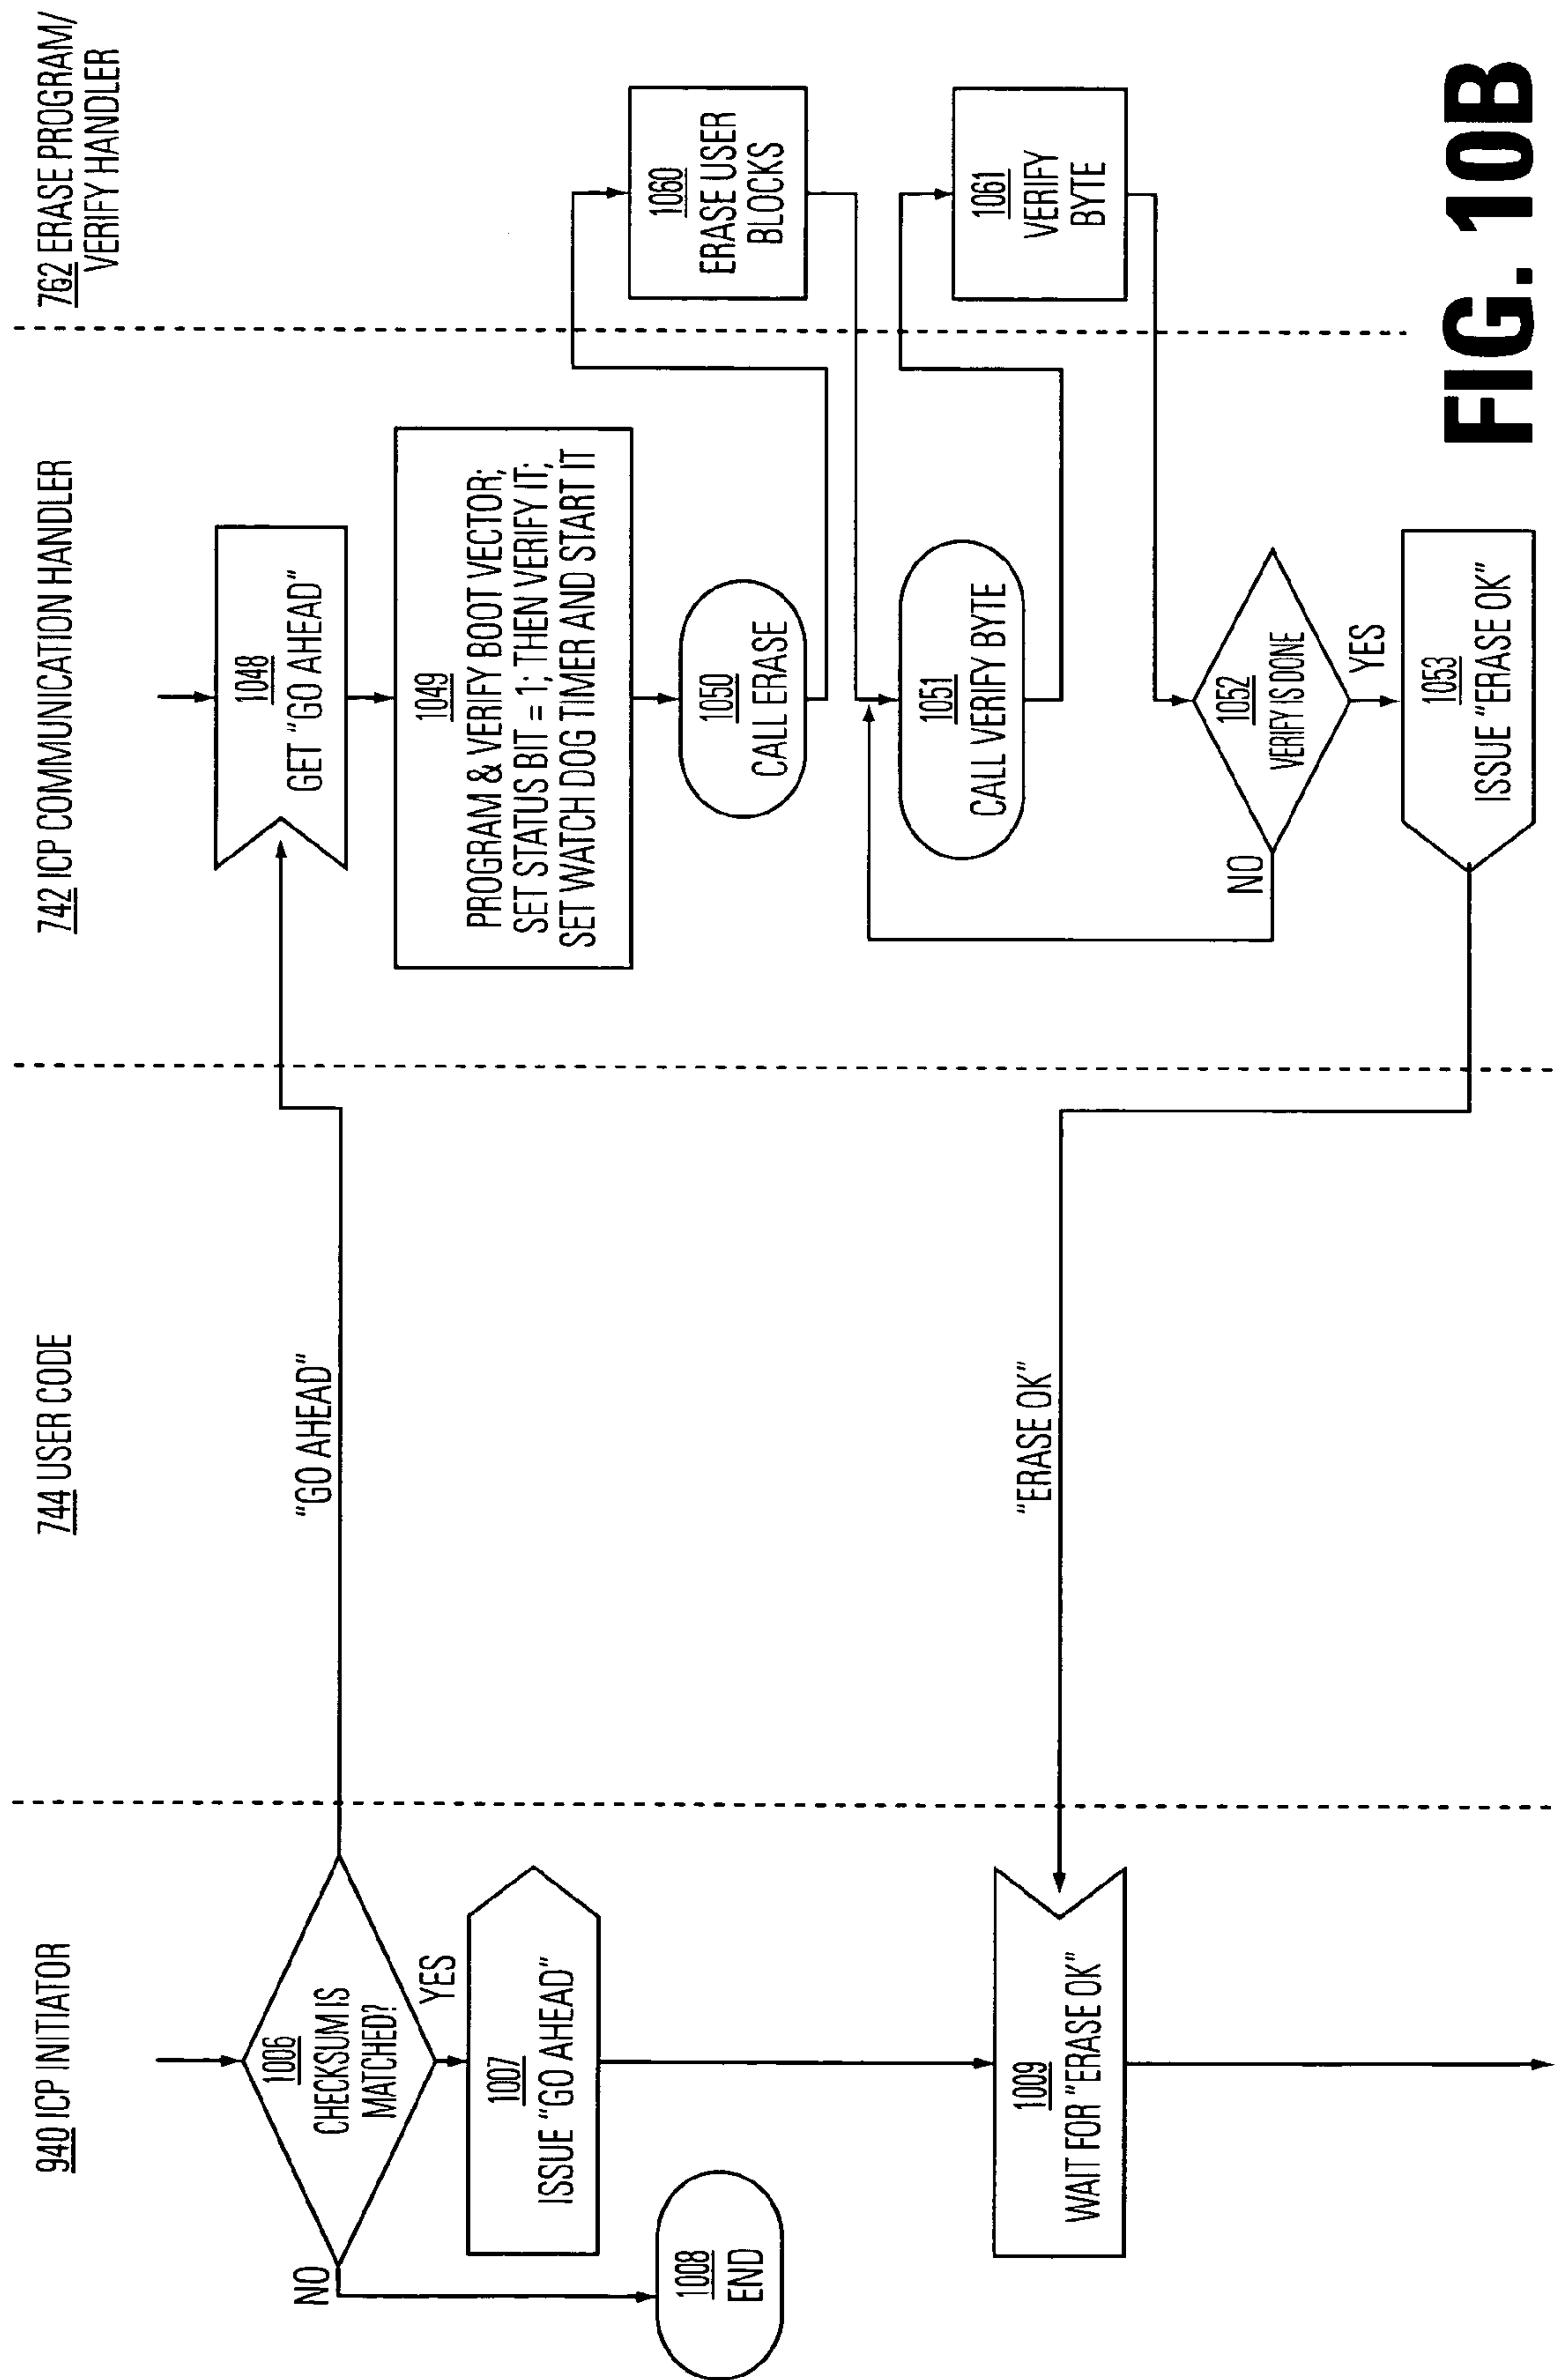 940 ICP INITIATOR
744 USER CODE
742 ICP COMMUNICATION HANDLER
762 ERASE PROGRAM/
VERIFY HANDLER
1006
CHECKSUM IS
MATCHED?
NO
YES
1007
ISSUE "GO AHEAD"
1008
END
"GO AHEAD"
1048
GET "GO AHEAD"
1049
PROGRAM & VERIFY BOOT VECTOR;
SET STATUS BIT = 1; THEN VERIFY IT;
SET WATCH DOG TIMER AND START IT
1050
CALL ERASE
1060
ERASE USER
BLOCKS
1051
CALL VERIFY BYTE
1061
VERIFY
BYTE
1052
VERIFY IS DONE
NO
YES
1053
ISSUE "ERASE OK"
"ERASE OK"
1009
WAIT FOR "ERASE OK"
FIG. 10B